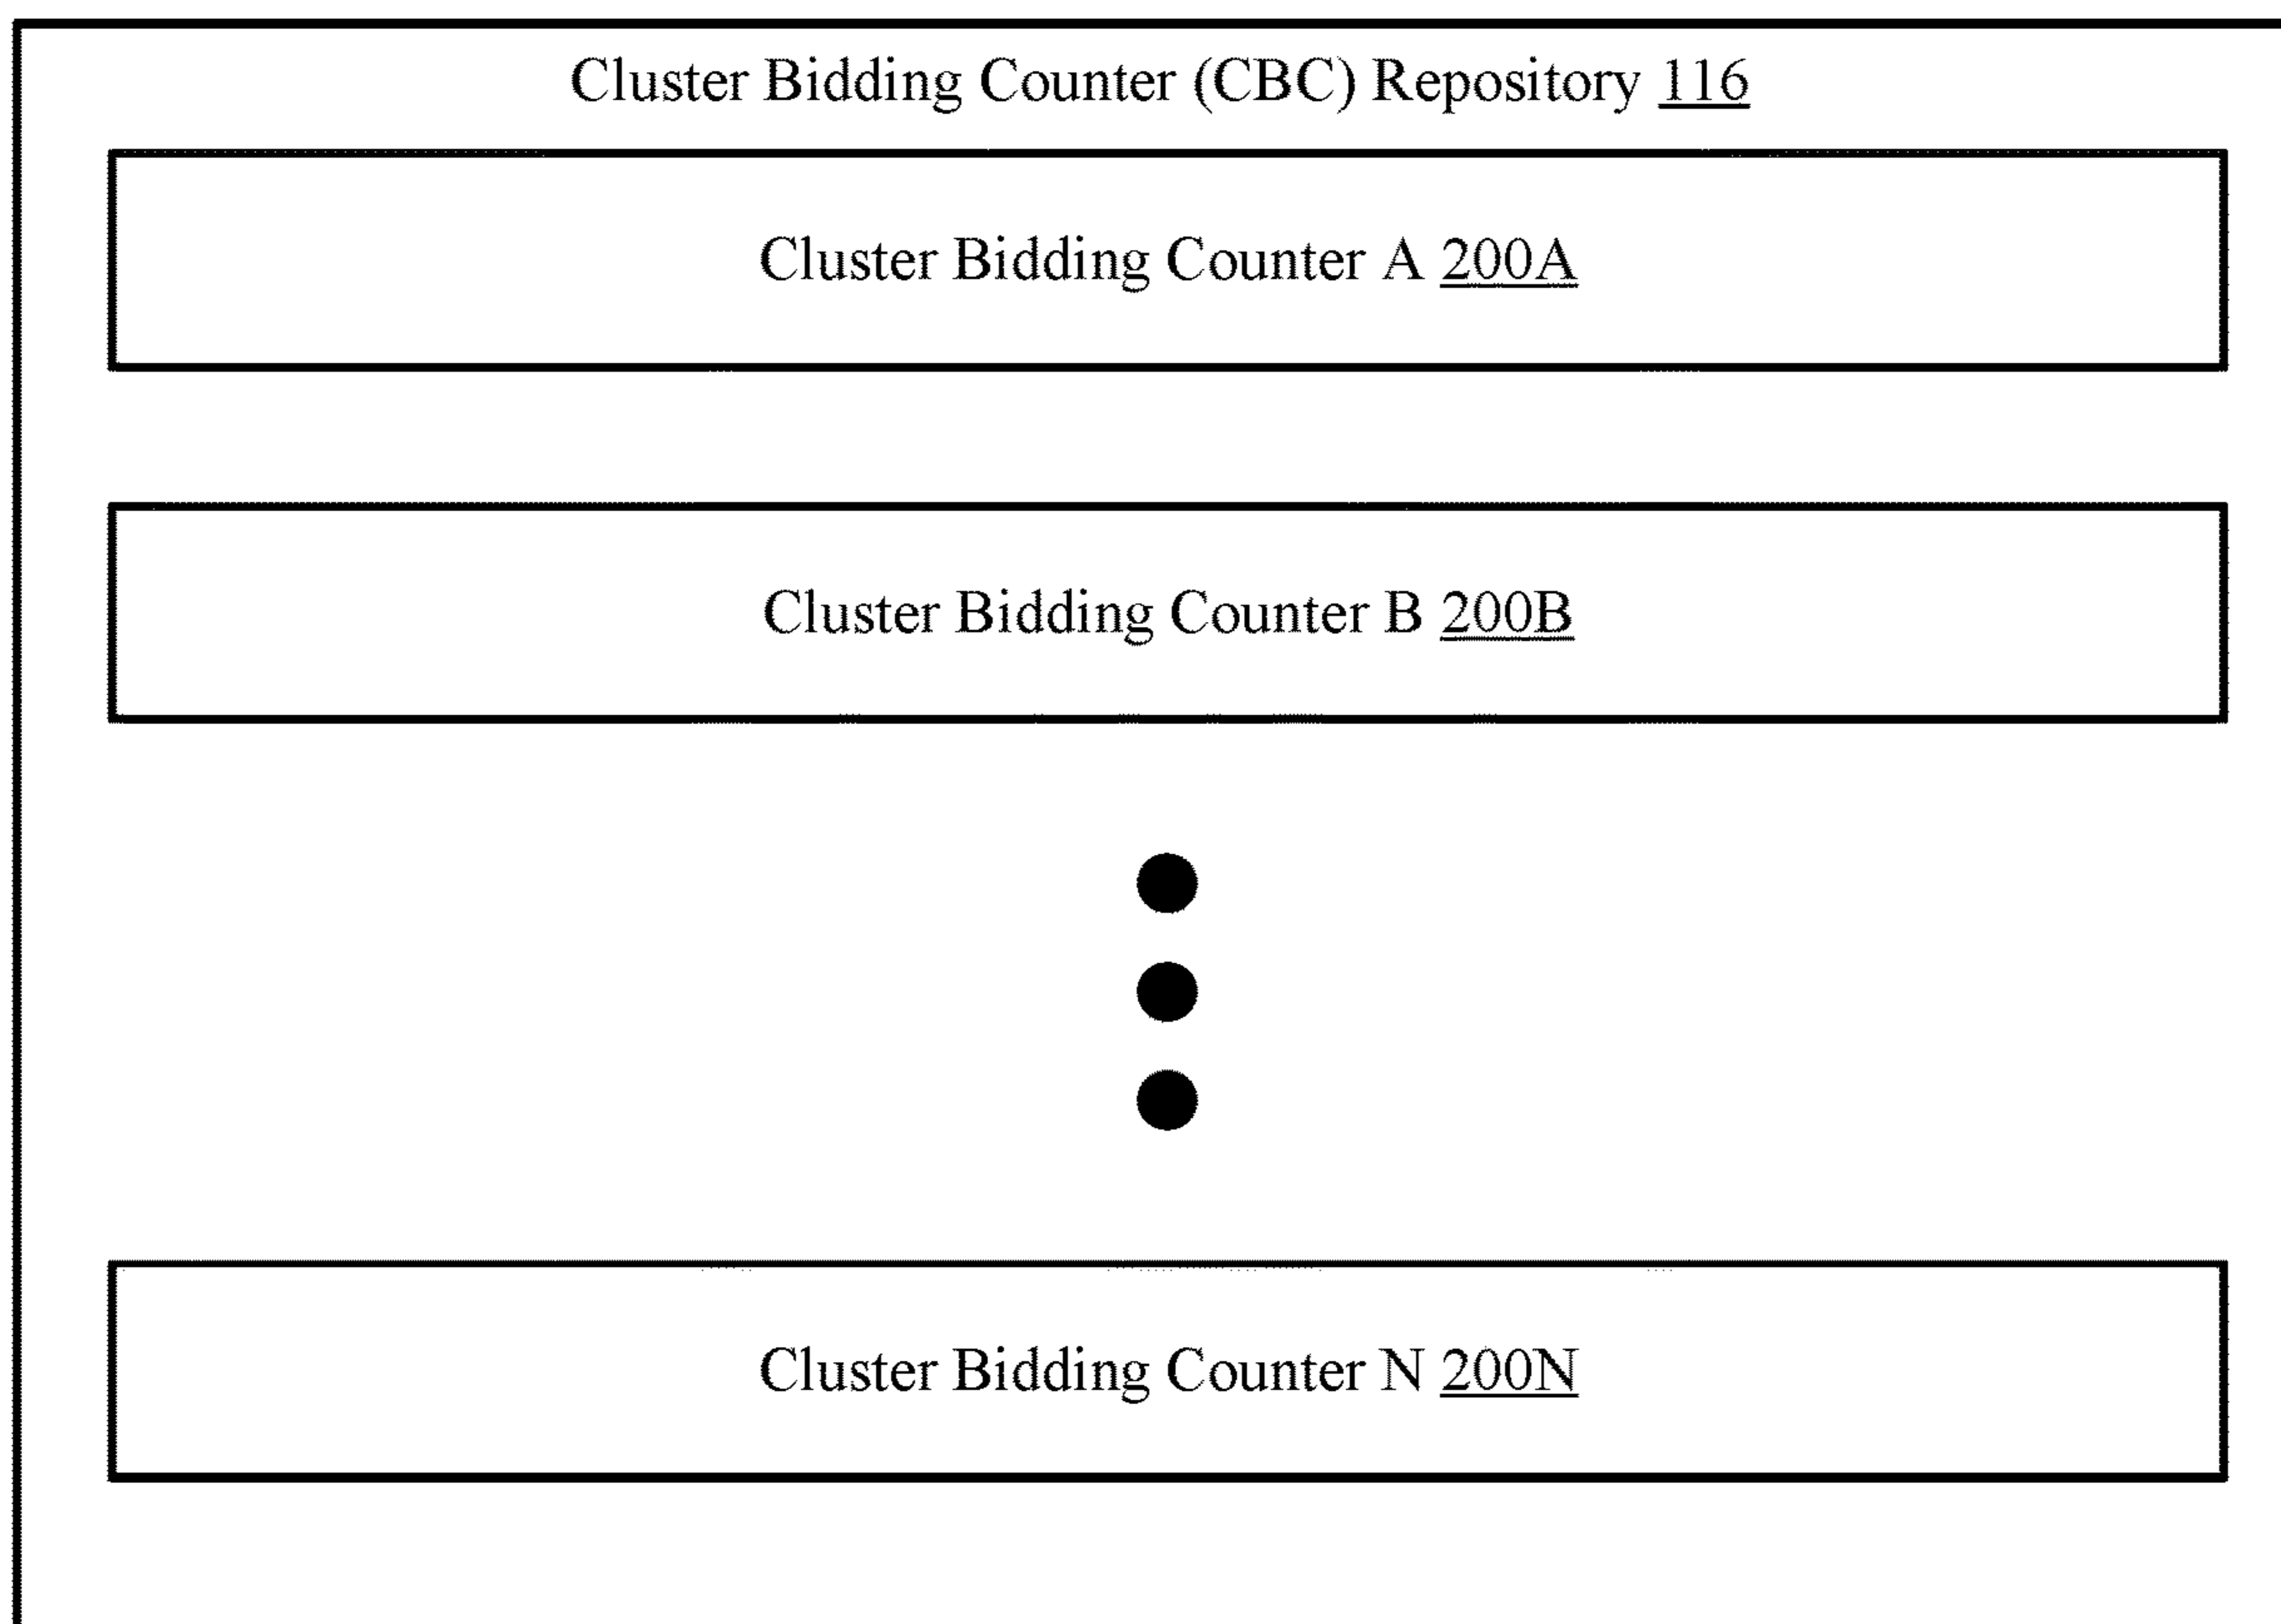 Cluster Bidding Counter (CBC) Repository 116
Cluster Bidding Counter A 200A
Cluster Bidding Counter B 200B
Cluster Bidding Counter N 200N